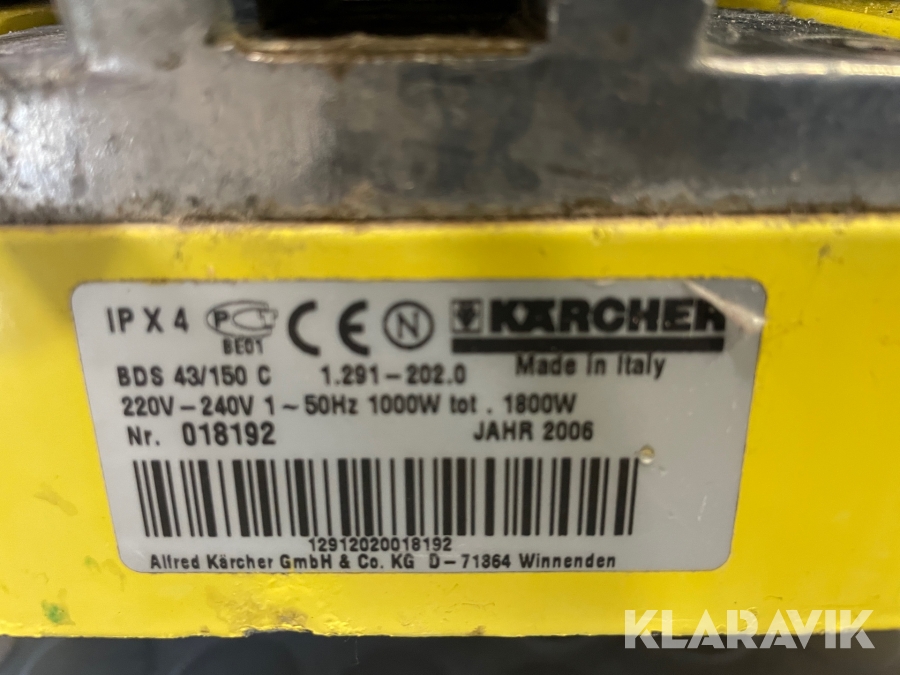 IP X 4 P BE01 CE N KÄRCHER
Made in Italy
BDS 43/150 C 1.291-202.0
220V-240V 1~50Hz 1000W tot . 1800W
Nr. 018192 JAHR 2006
12912020018192
Alfred Kärcher GmbH & Co. KG D-71364 Winnenden
KLARAVIK